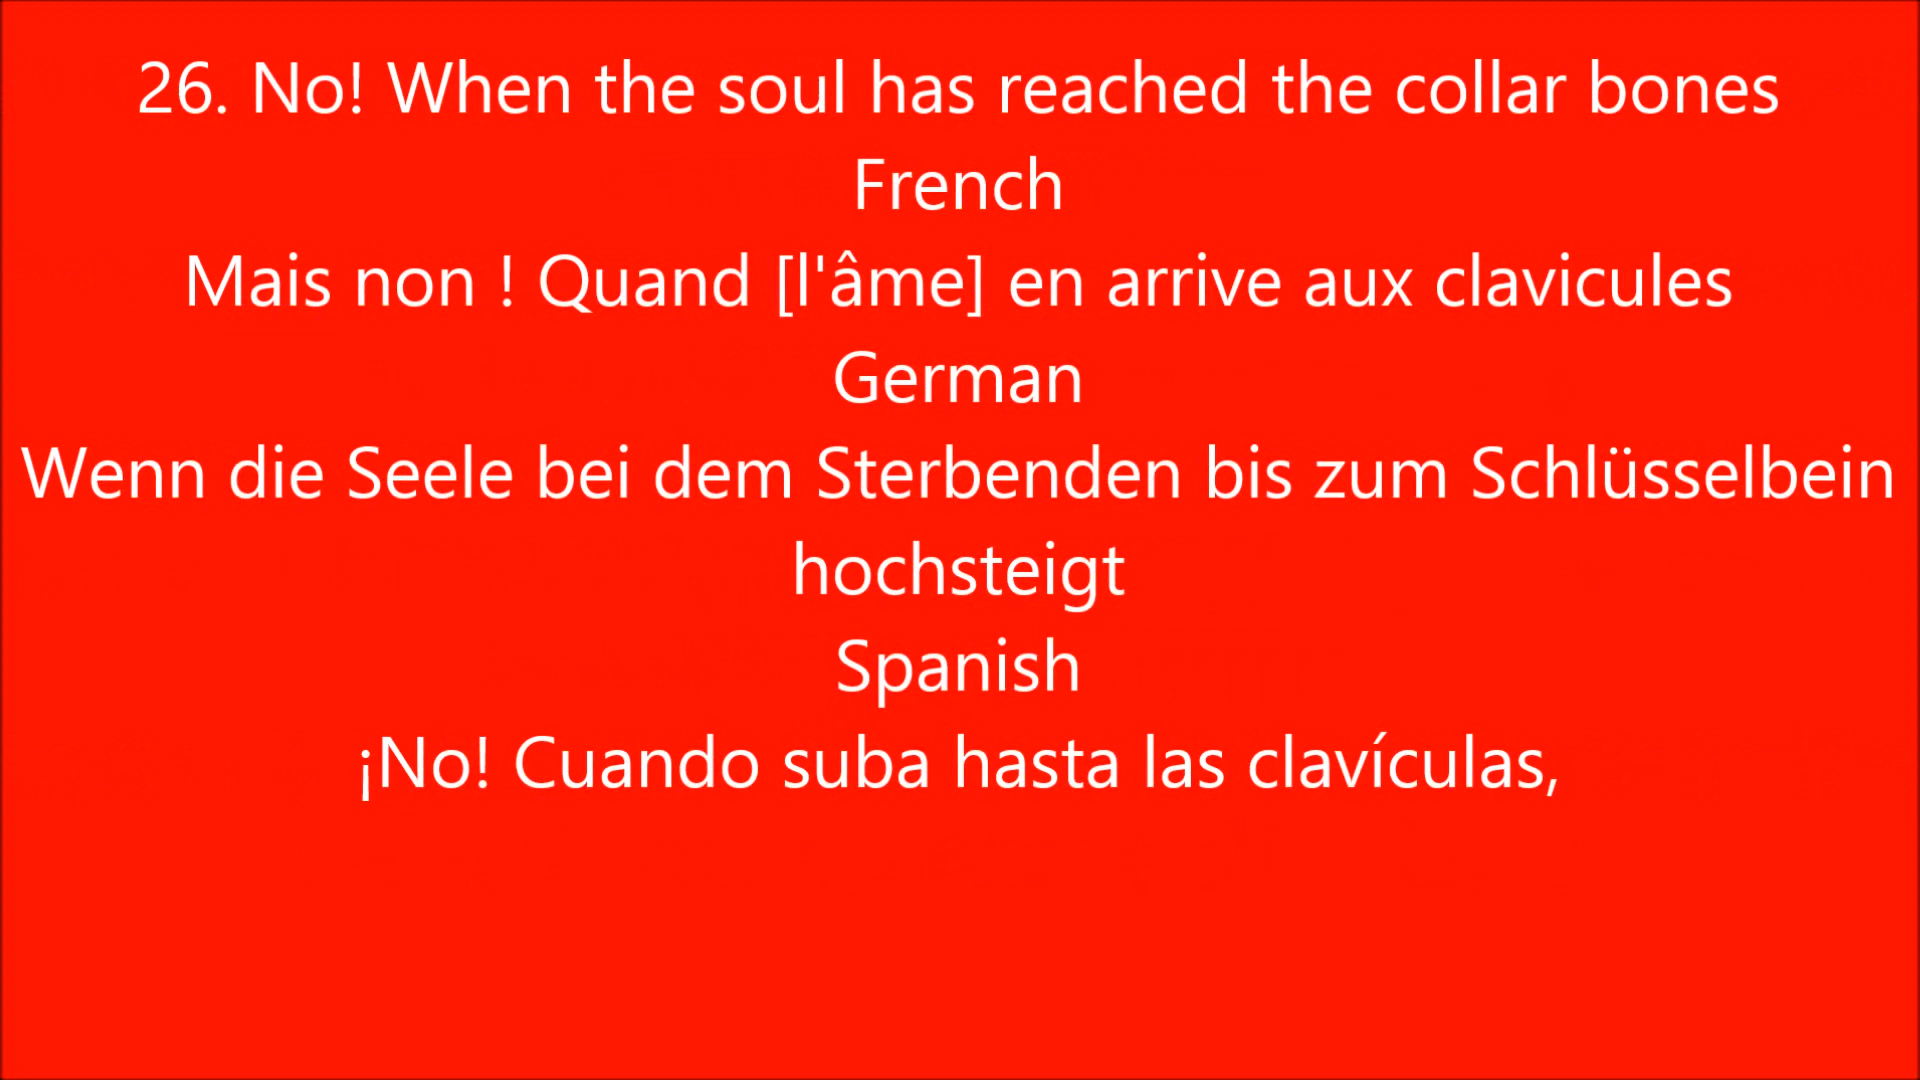 26. No! When the soul has reached the collar bones
French
Mais non ! Quand [l'âme] en arrive aux clavicules
German
Wenn die Seele bei dem Sterbenden bis zum Schlüsselbein
hochsteigt
Spanish
¡No! Cuando suba hasta las clavículas,